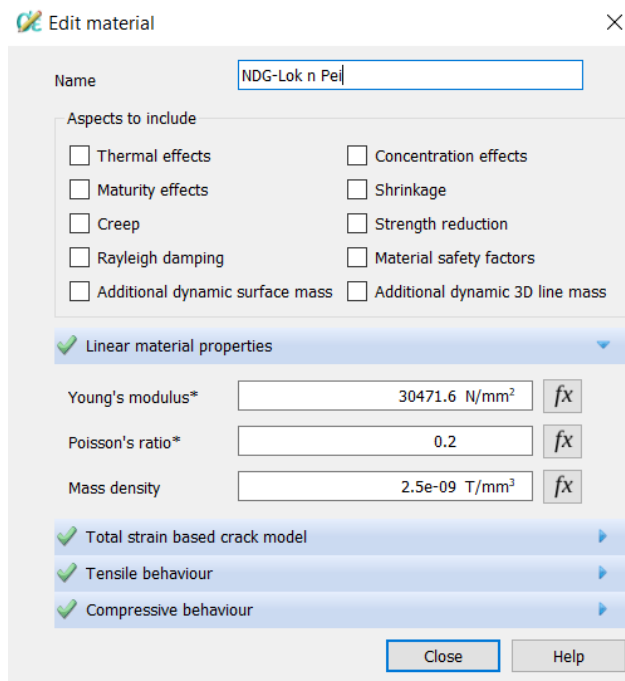 Edit material
Name NDG-Lok n Pei
Aspects to include
Thermal effects Concentration effects
Maturity effects Shrinkage
Creep Strength reduction
Rayleigh damping Material safety factors
Additional dynamic surface mass Additional dynamic 3D line mass
Linear material properties
Young's modulus* 30471.6 N/mm² fx
Poisson's ratio* 0.2 fx
Mass density 2.5e-09 T/mm³ fx
Total strain based crack model
Tensile behaviour
Compressive behaviour
Close Help